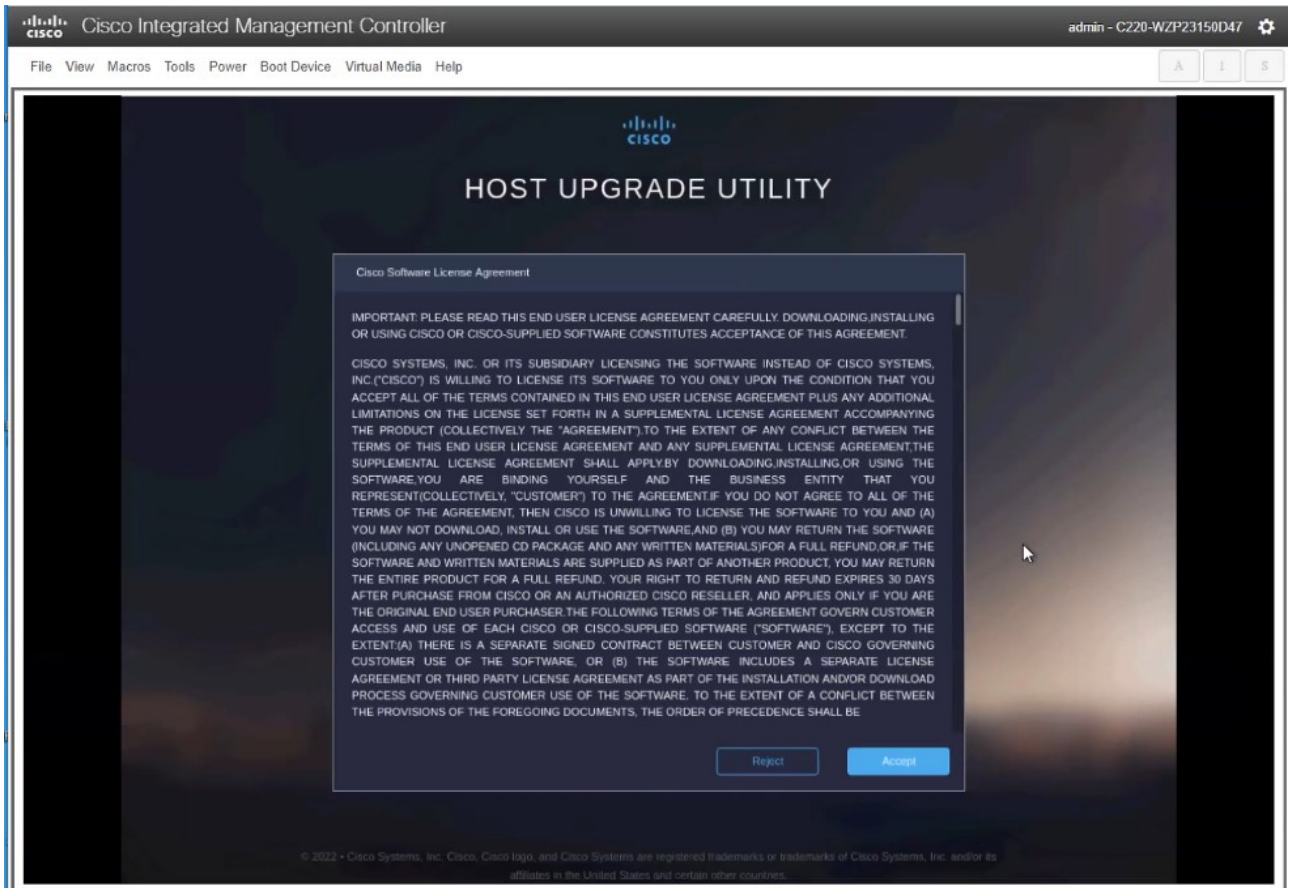 cisco Cisco Integrated Management Controller admin - C220-WZP23150D47
File View Macros Tools Power Boot Device Virtual Media Help A 1 S
CISCO
HOST UPGRADE UTILITY
Cisco Software License Agreement
IMPORTANT: PLEASE READ THIS END USER LICENSE AGREEMENT CAREFULLY. DOWNLOADING,INSTALLING
OR USING CISCO OR CISCO-SUPPLIED SOFTWARE CONSTITUTES ACCEPTANCE OF THIS AGREEMENT.
CISCO SYSTEMS, INC. OR ITS SUBSIDIARY LICENSING THE SOFTWARE INSTEAD OF CISCO SYSTEMS,
INC.("CISCO") IS WILLING TO LICENSE ITS SOFTWARE TO YOU ONLY UPON THE CONDITION THAT YOU
ACCEPT ALL OF THE TERMS CONTAINED IN THIS END USER LICENSE AGREEMENT PLUS ANY ADDITIONAL
LIMITATIONS ON THE LICENSE SET FORTH IN A SUPPLEMENTAL LICENSE AGREEMENT ACCOMPANYING
THE PRODUCT (COLLECTIVELY THE "AGREEMENT").TO THE EXTENT OF ANY CONFLICT BETWEEN THE
TERMS OF THIS END USER LICENSE AGREEMENT AND ANY SUPPLEMENTAL LICENSE AGREEMENT,THE
SUPPLEMENTAL LICENSE AGREEMENT SHALL APPLY.BY DOWNLOADING,INSTALLING,OR USING THE
SOFTWARE,YOU ARE BINDING YOURSELF AND THE BUSINESS ENTITY THAT YOU
REPRESENT(COLLECTIVELY, "CUSTOMER") TO THE AGREEMENT.IF YOU DO NOT AGREE TO ALL OF THE
TERMS OF THE AGREEMENT, THEN CISCO IS UNWILLING TO LICENSE THE SOFTWARE TO YOU AND (A)
YOU MAY NOT DOWNLOAD, INSTALL OR USE THE SOFTWARE,AND (B) YOU MAY RETURN THE SOFTWARE
(INCLUDING ANY UNOPENED CD PACKAGE AND ANY WRITTEN MATERIALS)FOR A FULL REFUND,OR,IF THE
SOFTWARE AND WRITTEN MATERIALS ARE SUPPLIED AS PART OF ANOTHER PRODUCT, YOU MAY RETURN
THE ENTIRE PRODUCT FOR A FULL REFUND. YOUR RIGHT TO RETURN AND REFUND EXPIRES 30 DAYS
AFTER PURCHASE FROM CISCO OR AN AUTHORIZED CISCO RESELLER, AND APPLIES ONLY IF YOU ARE
THE ORIGINAL END USER PURCHASER.THE FOLLOWING TERMS OF THE AGREEMENT GOVERN CUSTOMER
ACCESS AND USE OF EACH CISCO OR CISCO-SUPPLIED SOFTWARE ("SOFTWARE"), EXCEPT TO THE
EXTENT:(A) THERE IS A SEPARATE SIGNED CONTRACT BETWEEN CUSTOMER AND CISCO GOVERNING
CUSTOMER USE OF THE SOFTWARE, OR (B) THE SOFTWARE INCLUDES A SEPARATE LICENSE
AGREEMENT OR THIRD PARTY LICENSE AGREEMENT AS PART OF THE INSTALLATION AND/OR DOWNLOAD
PROCESS GOVERNING CUSTOMER USE OF THE SOFTWARE. TO THE EXTENT OF A CONFLICT BETWEEN
THE PROVISIONS OF THE FOREGOING DOCUMENTS, THE ORDER OF PRECEDENCE SHALL BE
Reject Accept
© 2022 • Cisco Systems, Inc. Cisco, Cisco logo, and Cisco Systems are registered trademarks or trademarks of Cisco Systems, Inc. and/or its
affiliates in the United States and certain other countries.